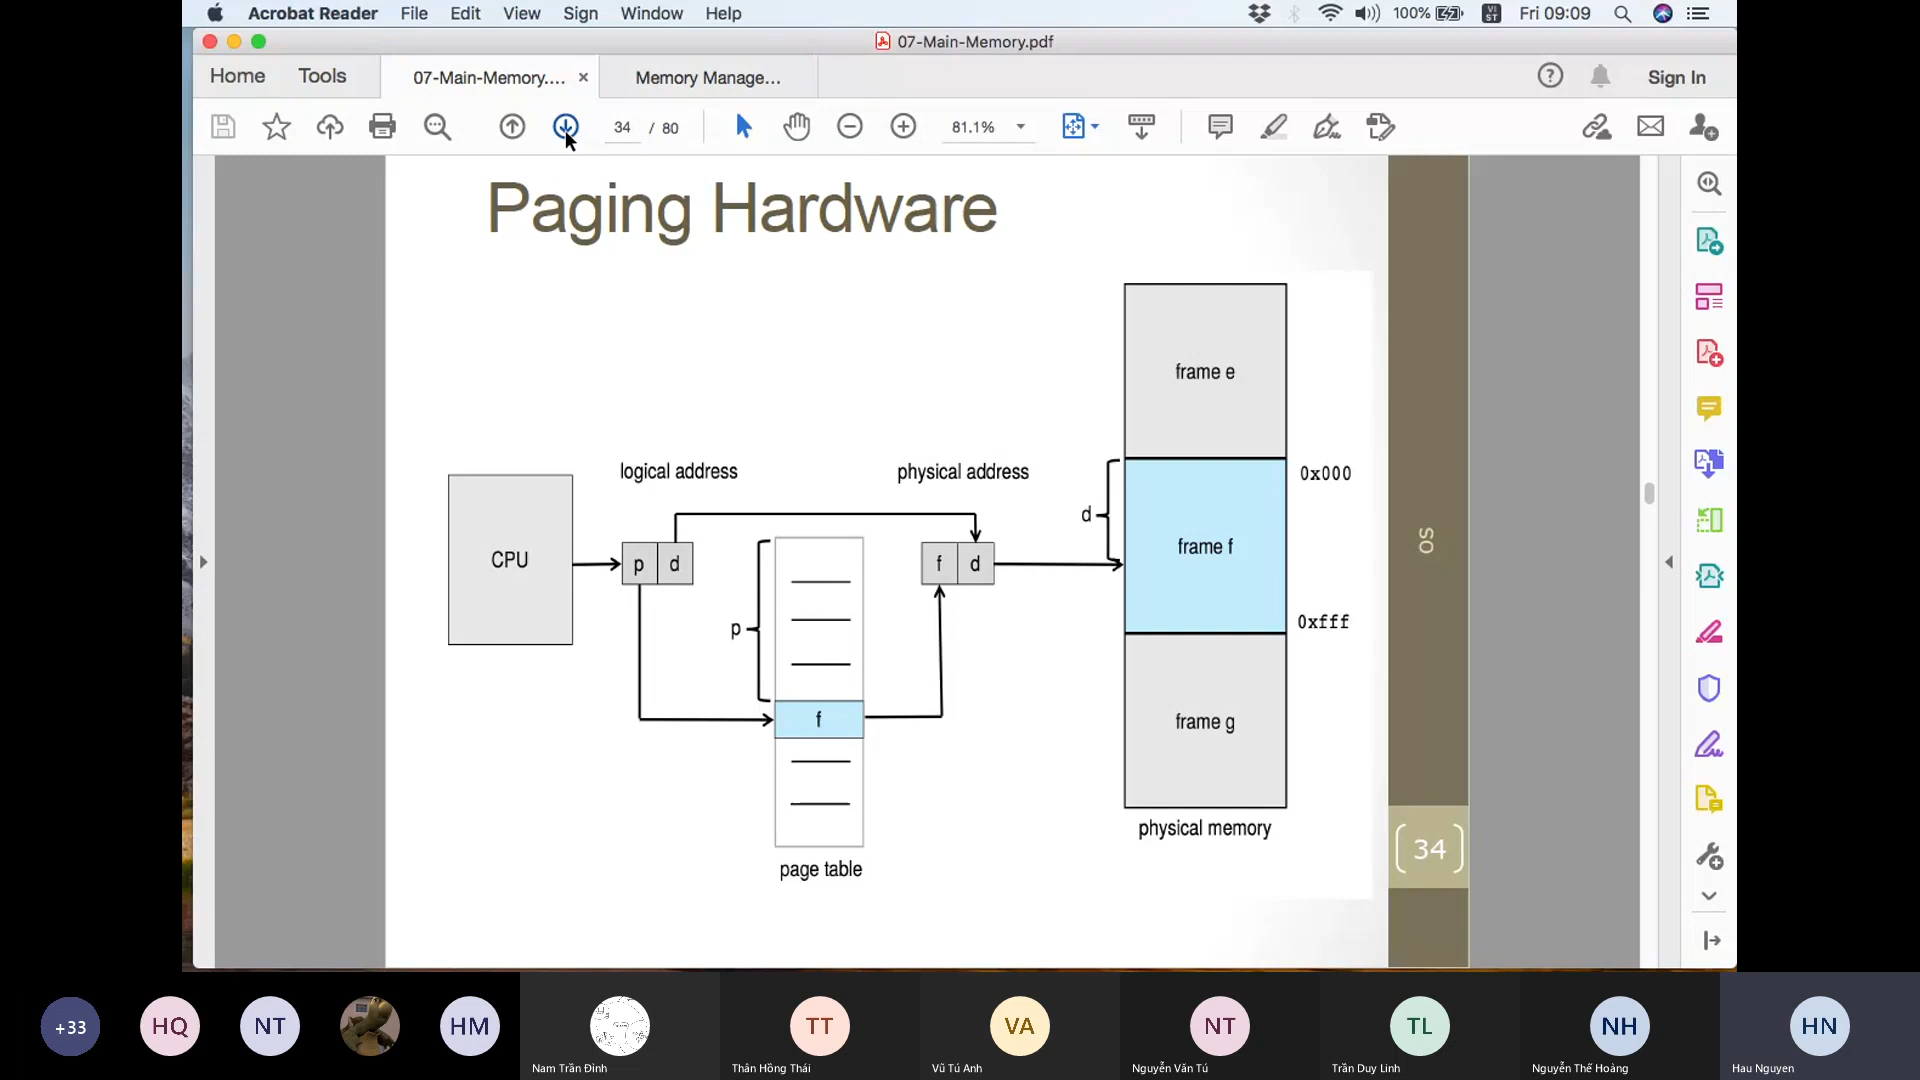 Acrobat Reader File Edit View Sign Window Help 100% VI ST Fri 09:09
07-Main-Memory.pdf
Home Tools 07-Main-Memory.... × Memory Manage... ? Sign In
34 / 80 81.1%
Paging Hardware
frame e
logical address physical address 0x000
d
frame f
CPU p d f d
OS
p 0xfff
f
frame g
physical memory
34
page table
+33 HQ NT HM TT VA NT TL NH HN
Nam Trần Đình Thân Hồng Thái Vũ Tú Anh Nguyễn Văn Tú Trần Duy Linh Nguyễn Thế Hoàng Hau Nguyen